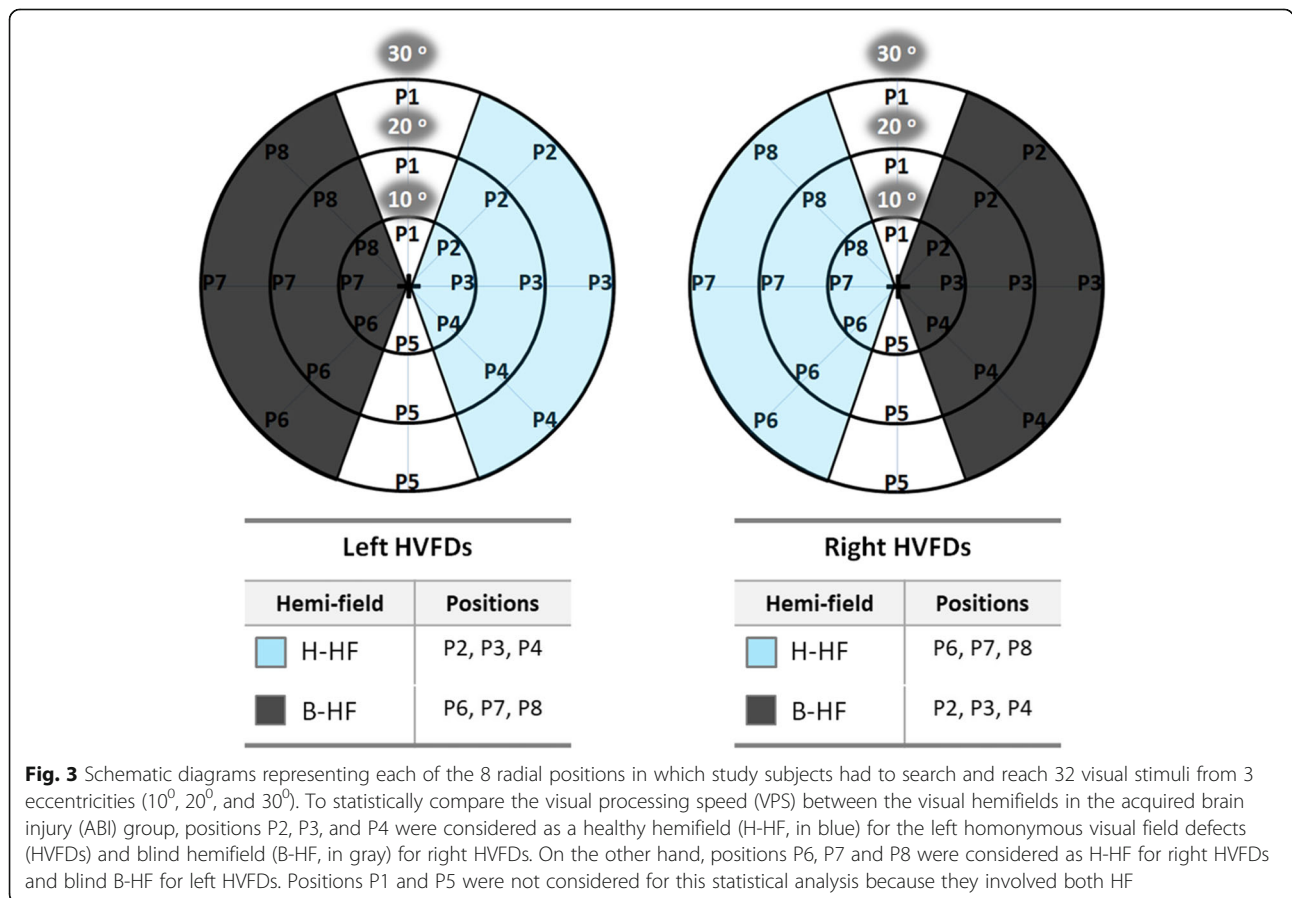 30 º
P1
20 º
P8 P2
P1
P8 10 º P2
P1
P8 P2
P7 P7 P7 P3 P3 P3
P6 P4
P5
P6 P4
P5
P6 P4
P5
30 º
P1
20 º
P8 P2
P1
P8 10 º P2
P1
P8 P2
P7 P7 P7 P3 P3 P3
P6 P4
P5
P6 P4
P5
P6 P4
P5
Left HVFDs
Hemi-field Positions
H-HF P2, P3, P4
B-HF P6, P7, P8
Right HVFDs
Hemi-field Positions
H-HF P6, P7, P8
B-HF P2, P3, P4
Fig. 3 Schematic diagrams representing each of the 8 radial positions in which study subjects had to search and reach 32 visual stimuli from 3
eccentricities (10⁰, 20⁰, and 30⁰). To statistically compare the visual processing speed (VPS) between the visual hemifields in the acquired brain
injury (ABI) group, positions P2, P3, and P4 were considered as a healthy hemifield (H-HF, in blue) for the left homonymous visual field defects
(HVFDs) and blind hemifield (B-HF, in gray) for right HVFDs. On the other hand, positions P6, P7 and P8 were considered as H-HF for right HVFDs
and blind B-HF for left HVFDs. Positions P1 and P5 were not considered for this statistical analysis because they involved both HF